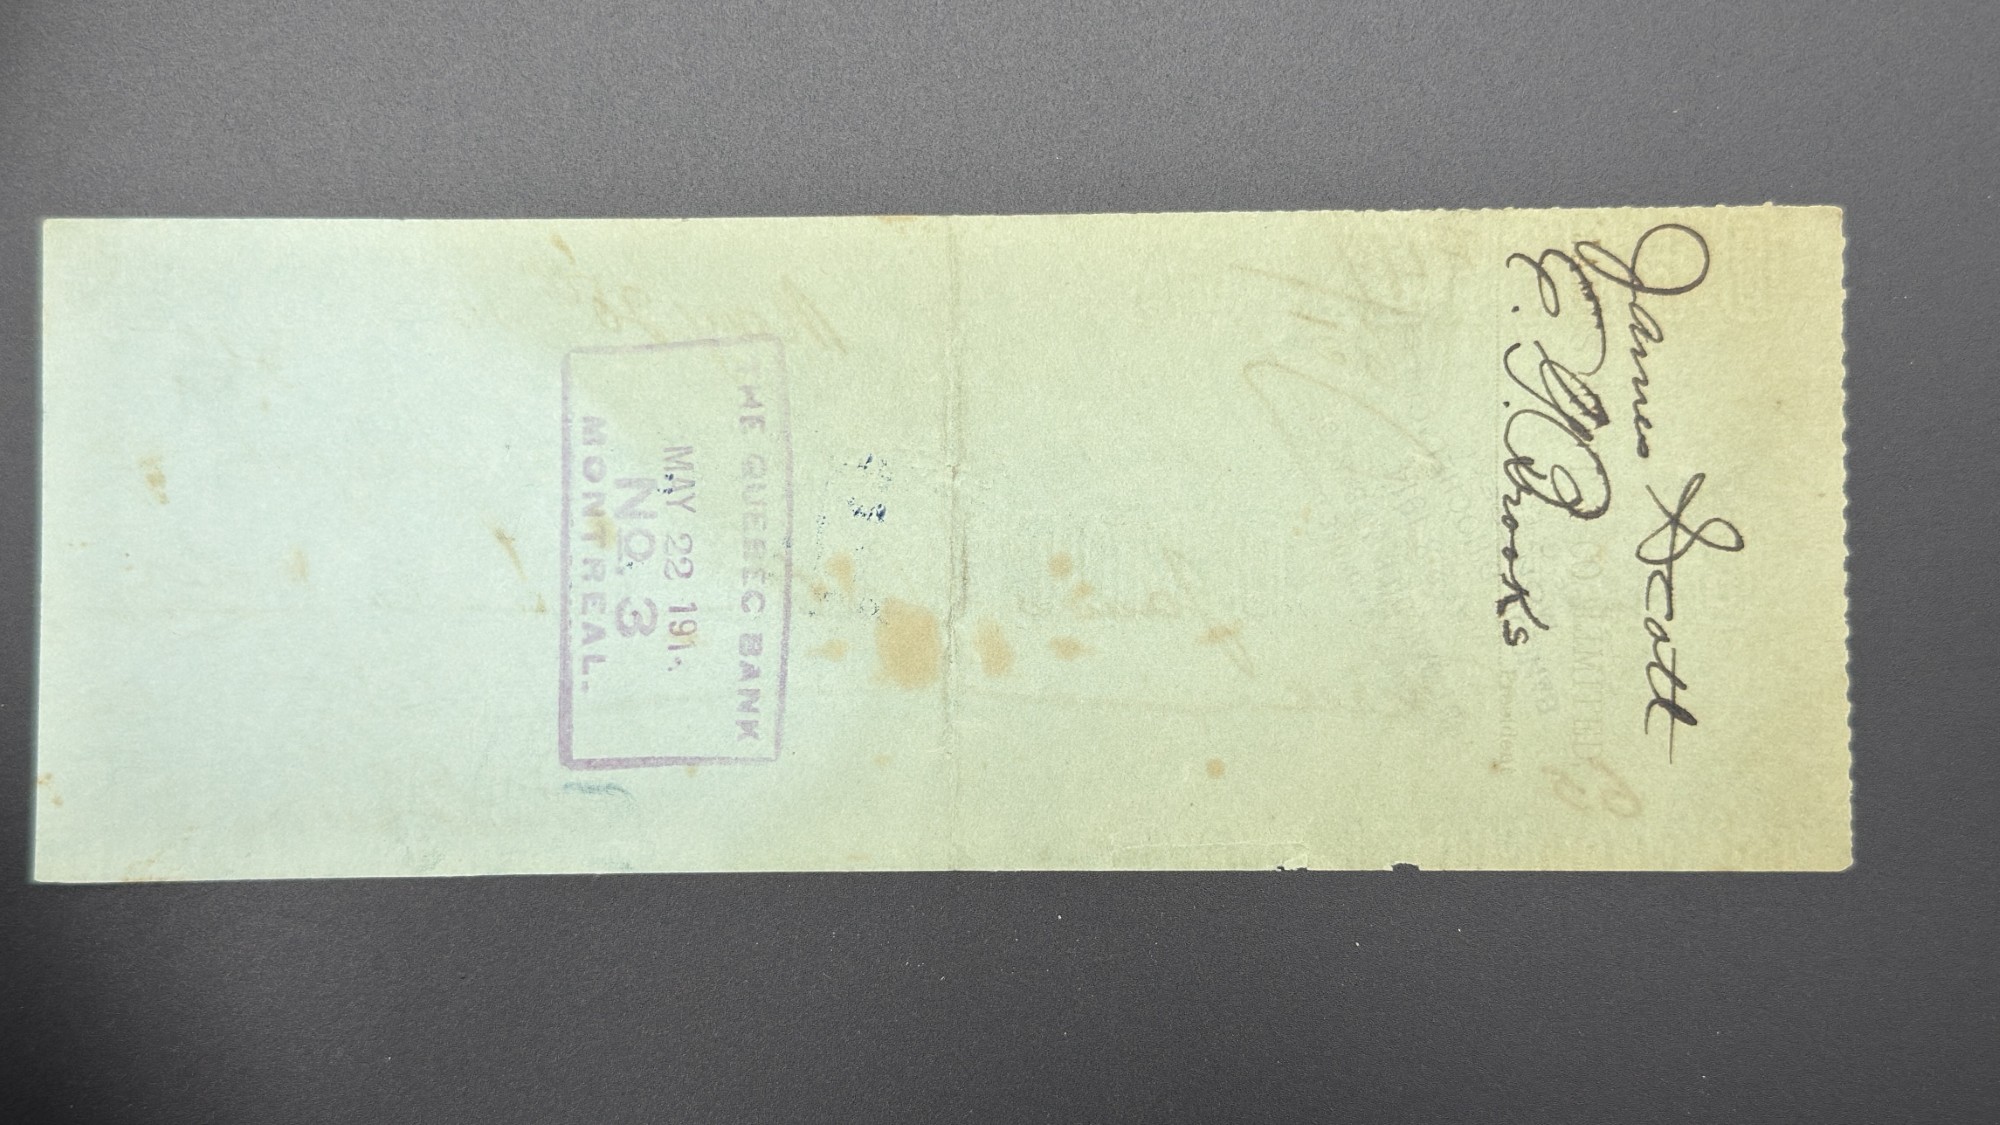 James Scott
E. W. Brooks
THE QUEBEC BANK
MAY 22 191
No. 3
MONTREAL.